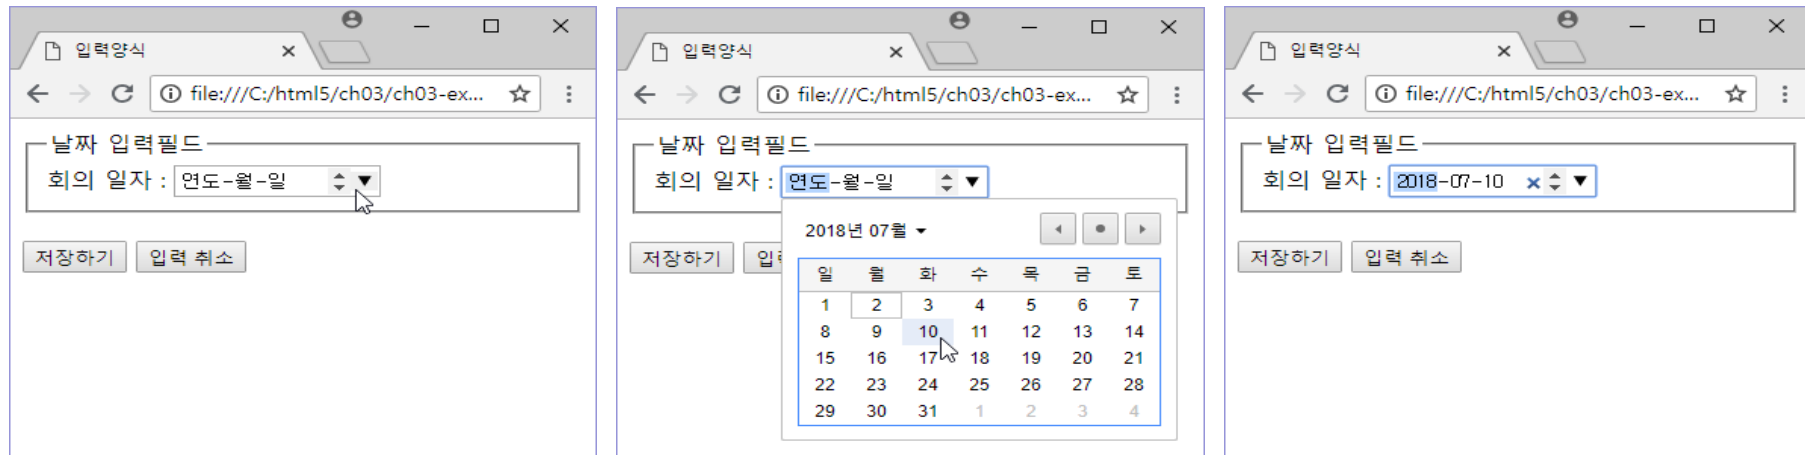 입력양식
file:///C:/html5/ch03/ch03-ex...
날짜 입력필드
회의 일자 : 연도-월-일
저장하기 입력 취소
입력양식
file:///C:/html5/ch03/ch03-ex...
날짜 입력필드
회의 일자 : 연도-월-일
저장하기 입력
2018년 07월
일 월 화 수 목 금 토
1 2 3 4 5 6 7
8 9 10 11 12 13 14
15 16 17 18 19 20 21
22 23 24 25 26 27 28
29 30 31 1 2 3 4
입력양식
file:///C:/html5/ch03/ch03-ex...
날짜 입력필드
회의 일자 : 2018-07-10
저장하기 입력 취소